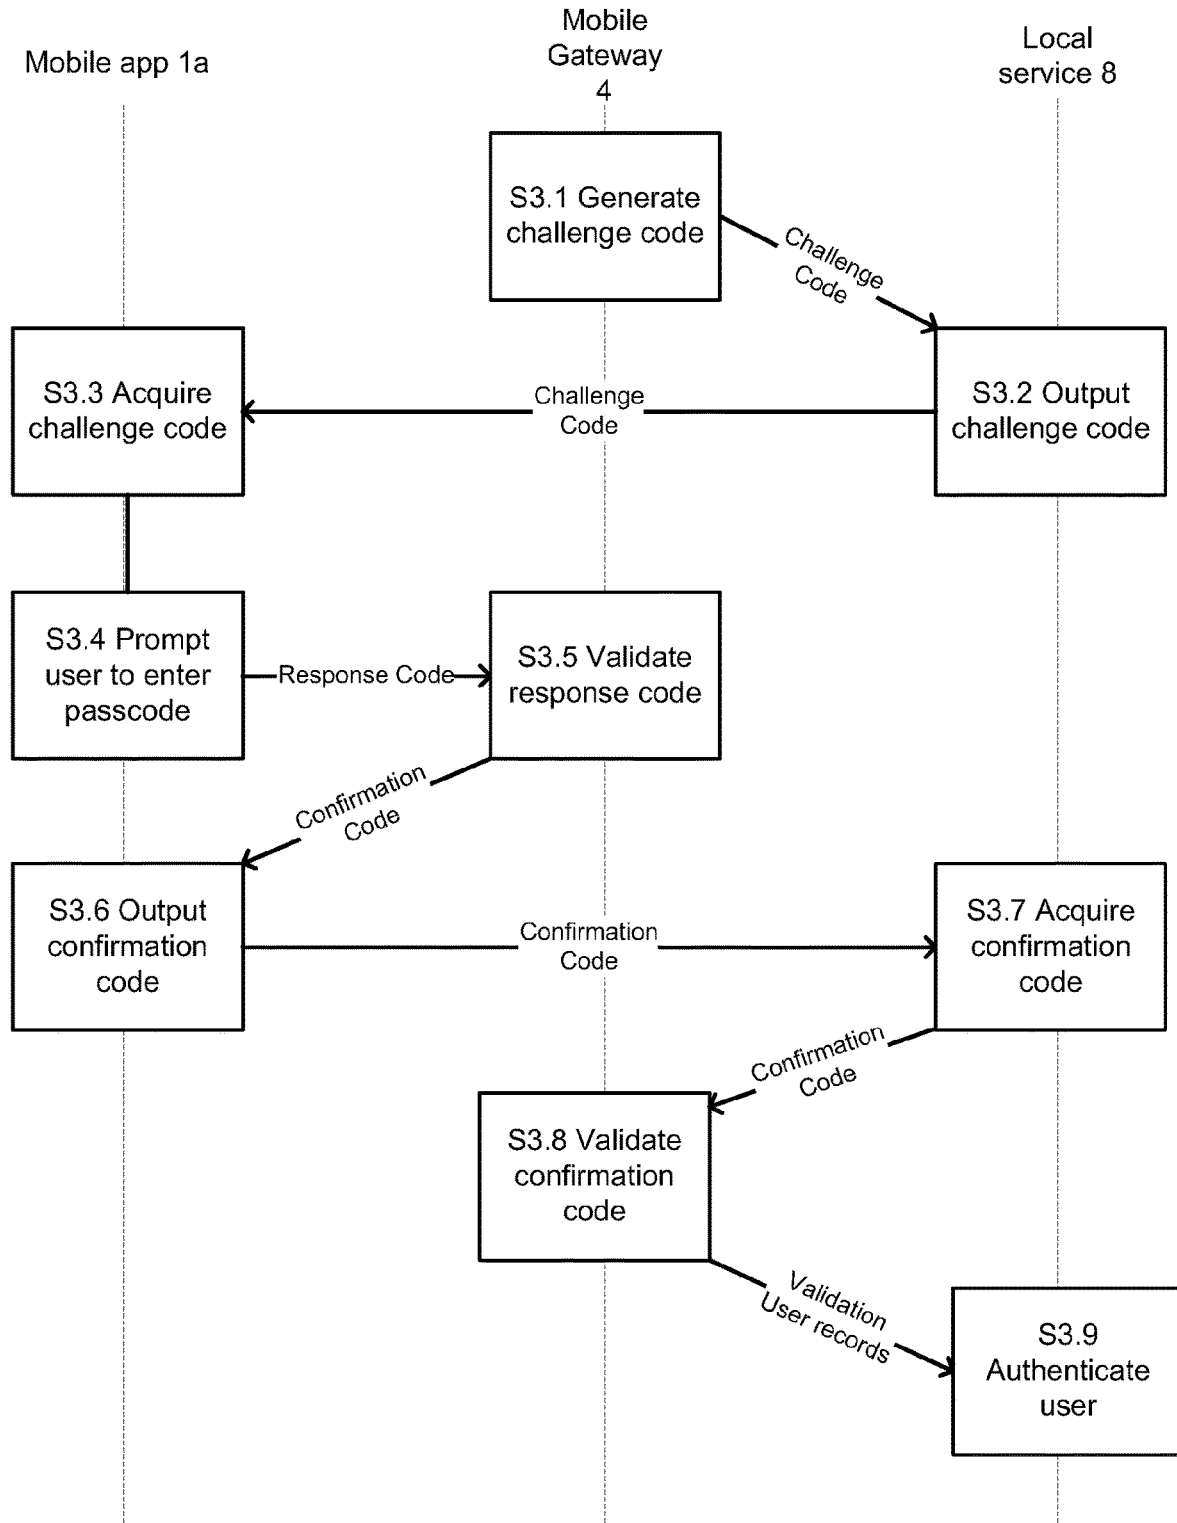 Mobile app 1a
Mobile
Gateway
4
Local
service 8
S3.1 Generate
challenge code
Challenge
Code
S3.2 Output
challenge code
Challenge
Code
S3.3 Acquire
challenge code
S3.4 Prompt
user to enter
passcode
Response Code
S3.5 Validate
response code
Confirmation
Code
S3.6 Output
confirmation
code
Confirmation
Code
S3.7 Acquire
confirmation
code
Confirmation
Code
S3.8 Validate
confirmation
code
Validation
User records
S3.9
Authenticate
user